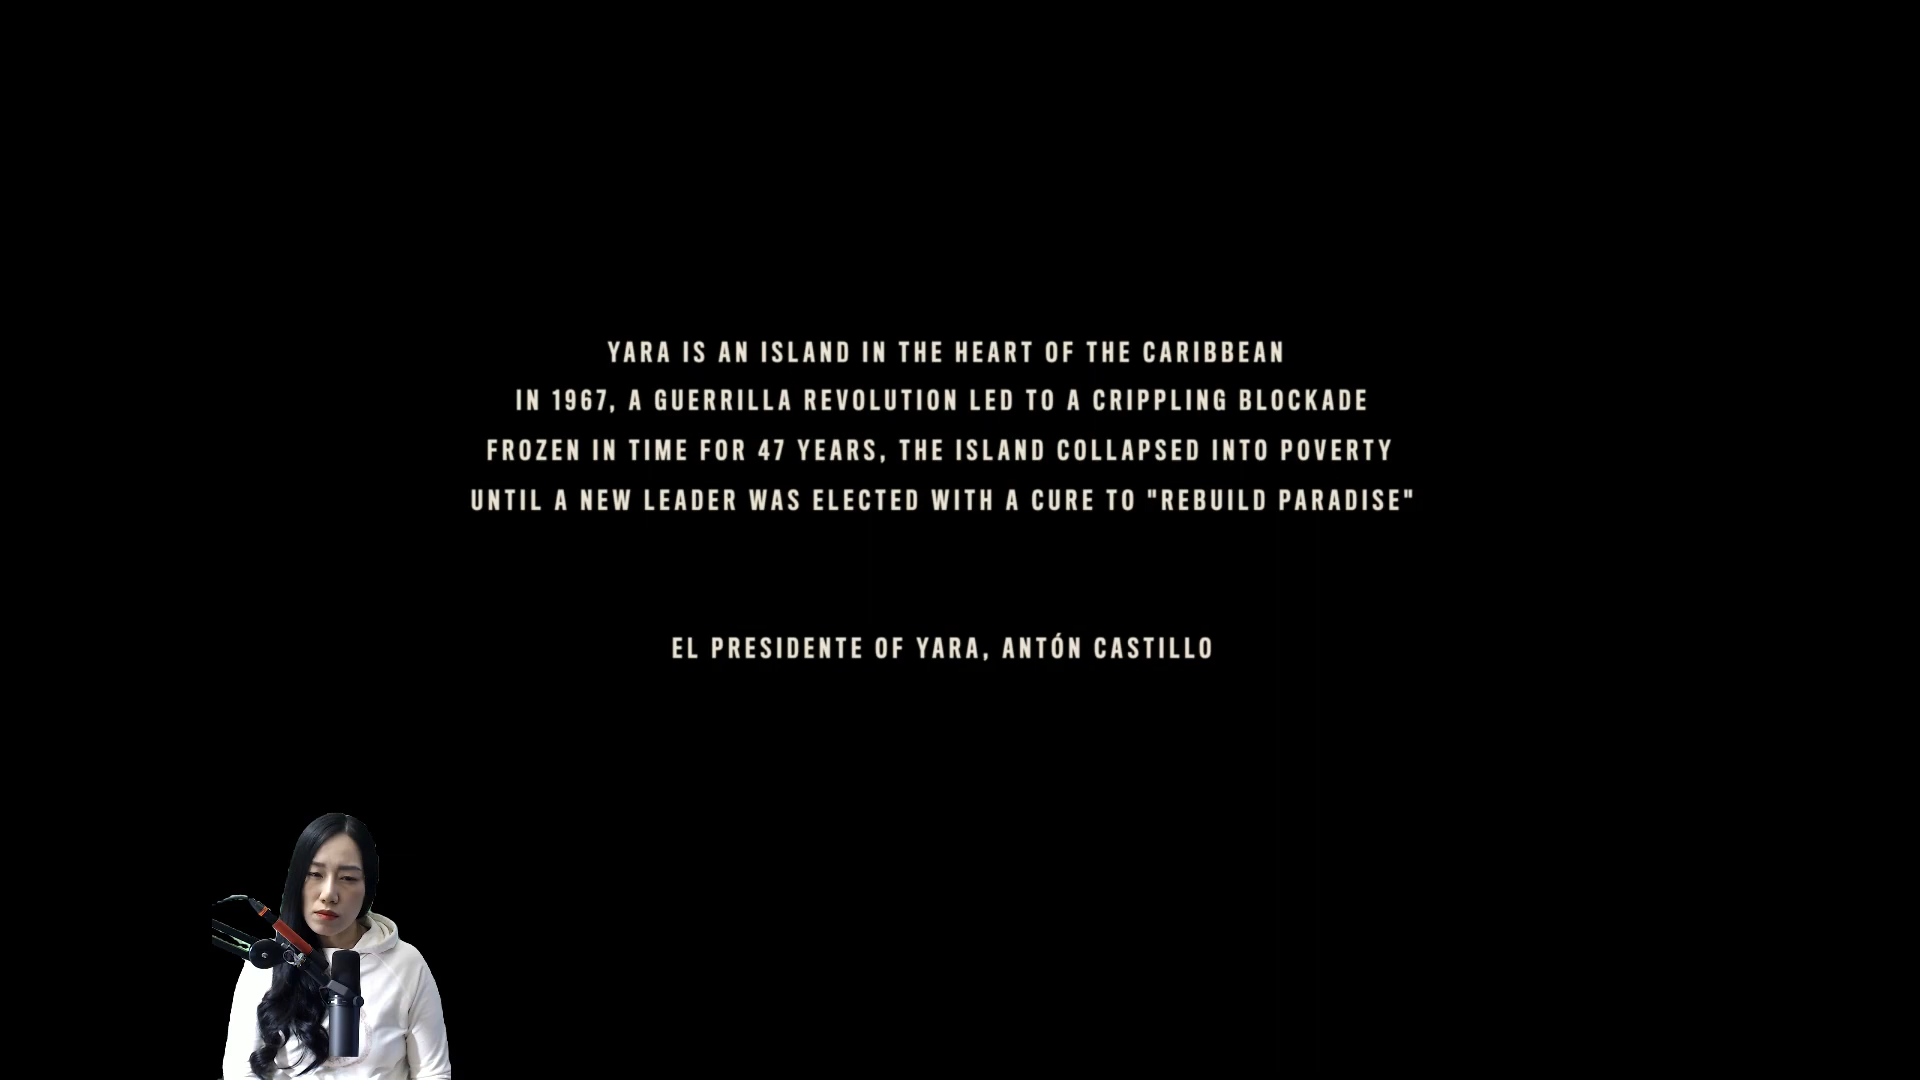 YARA IS AN ISLAND IN THE HEART OF THE CARIBBEAN
IN 1967, A GUERRILLA REVOLUTION LED TO A CRIPPLING BLOCKADE
FROZEN IN TIME FOR 47 YEARS, THE ISLAND COLLAPSED INTO POVERTY
UNTIL A NEW LEADER WAS ELECTED WITH A CURE TO "REBUILD PARADISE"
EL PRESIDENTE OF YARA, ANTÓN CASTILLO